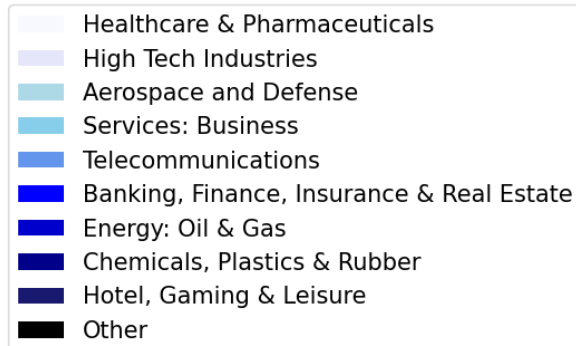 Healthcare & Pharmaceuticals
High Tech Industries
Aerospace and Defense
Services: Business
Telecommunications
Banking, Finance, Insurance & Real Estate
Energy: Oil & Gas
Chemicals, Plastics & Rubber
Hotel, Gaming & Leisure
Other